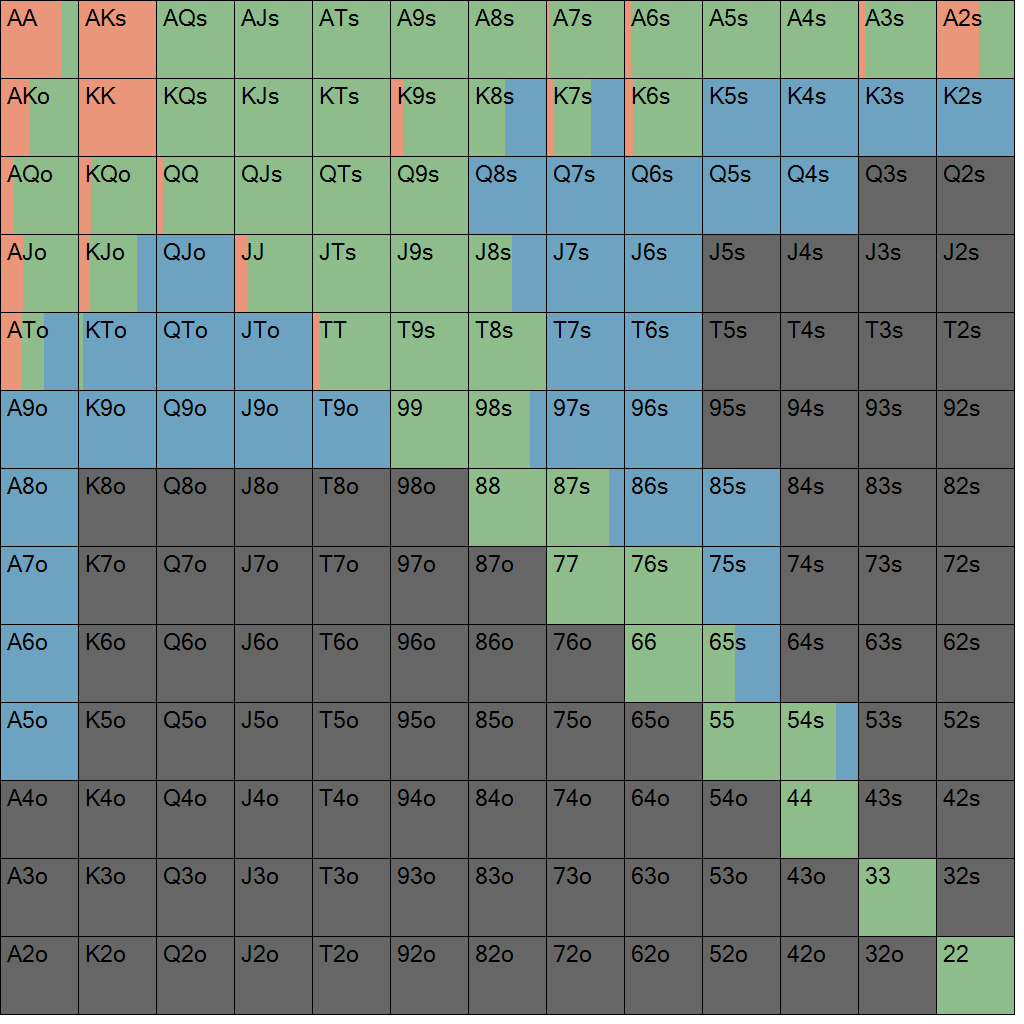 AA AKs AQs AJs ATs A9s A8s A7s A6s A5s A4s A3s A2s
AKo KK KQs KJs KTs K9s K8s K7s K6s K5s K4s K3s K2s
AQo KQo QQ QJs QTs Q9s Q8s Q7s Q6s Q5s Q4s Q3s Q2s
AJo KJo QJo JJ JTs J9s J8s J7s J6s J5s J4s J3s J2s
ATo KTo QTo JTo TT T9s T8s T7s T6s T5s T4s T3s T2s
A9o K9o Q9o J9o T9o 99 98s 97s 96s 95s 94s 93s 92s
A8o K8o Q8o J8o T8o 98o 88 87s 86s 85s 84s 83s 82s
A7o K7o Q7o J7o T7o 97o 87o 77 76s 75s 74s 73s 72s
A6o K6o Q6o J6o T6o 96o 86o 76o 66 65s 64s 63s 62s
A5o K5o Q5o J5o T5o 95o 85o 75o 65o 55 54s 53s 52s
A4o K4o Q4o J4o T4o 94o 84o 74o 64o 54o 44 43s 42s
A3o K3o Q3o J3o T3o 93o 83o 73o 63o 53o 43o 33 32s
A2o K2o Q2o J2o T2o 92o 82o 72o 62o 52o 42o 32o 22